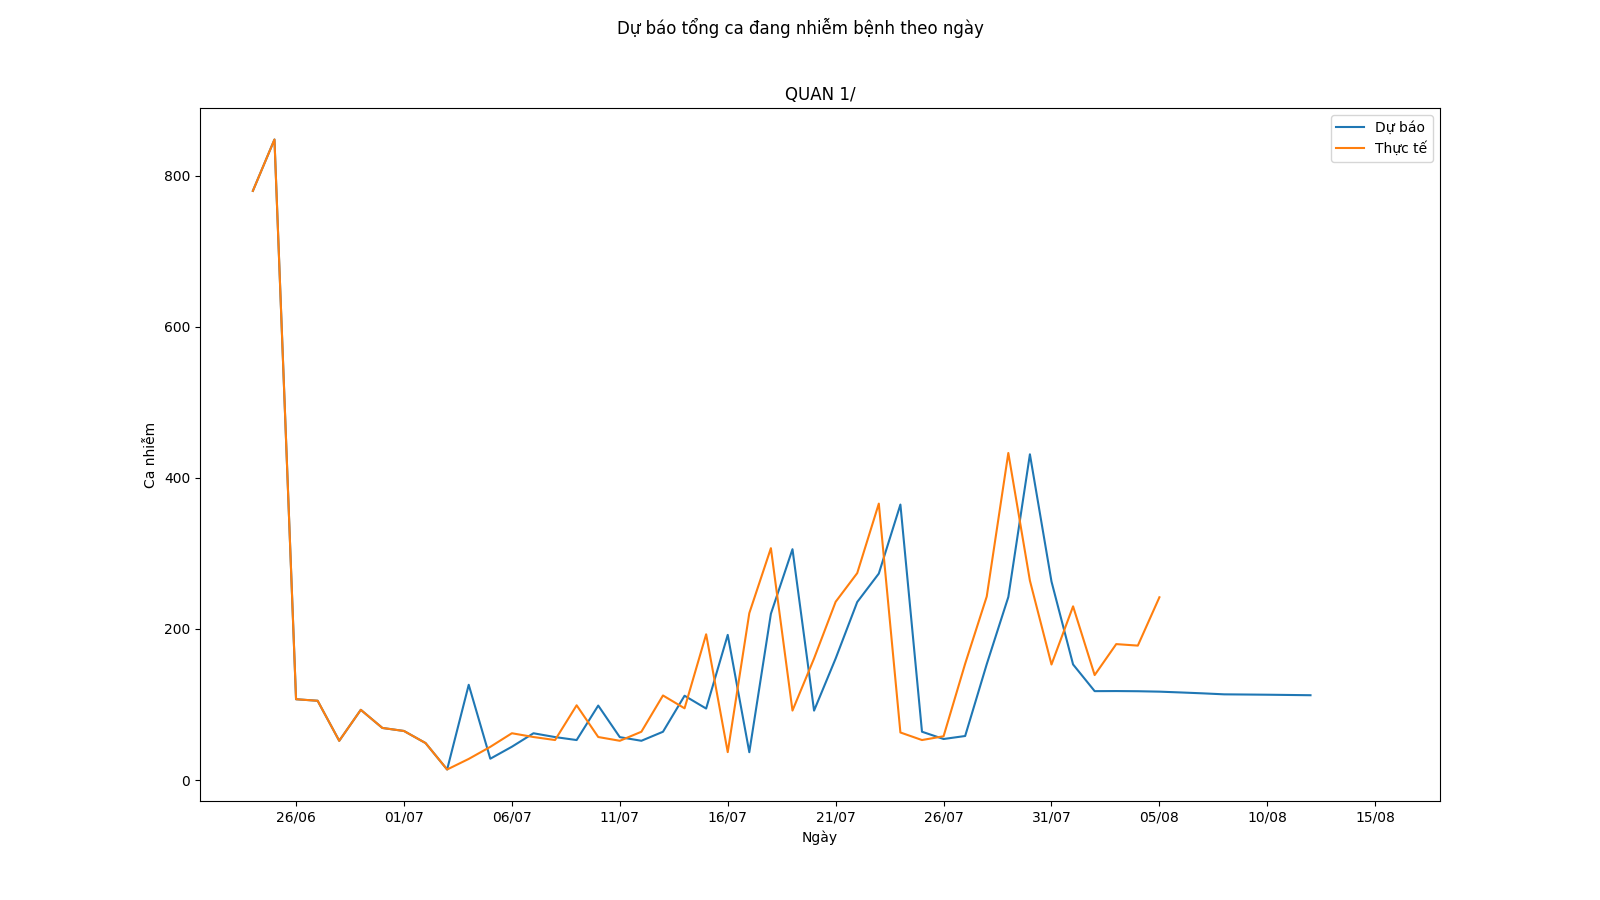 Dự báo tổng ca đang nhiễm bệnh theo ngày
QUAN 1/
Dự báo
Thực tế
800
600
400
200
0
Ca nhiễm
26/06
01/07
06/07
11/07
16/07
21/07
26/07
31/07
05/08
10/08
15/08
Ngày